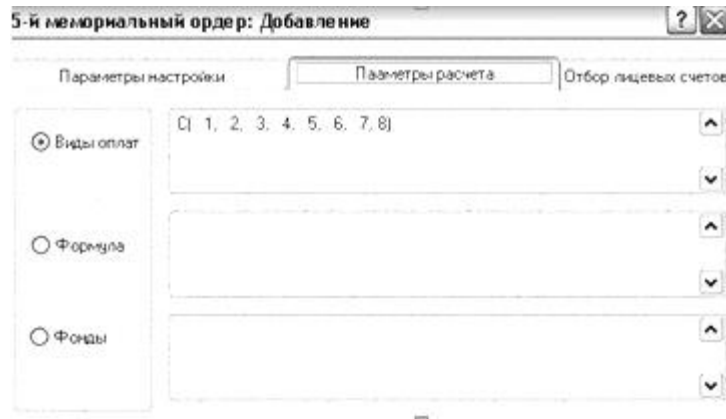 5-й мемориальный ордер: Добавление
Параметры настройки
Пааметры расчета
Отбор лицевых счетов
Виды оплат
C( 1, 2, 3, 4, 5, 6, 7, 8)
Формула
Фонды